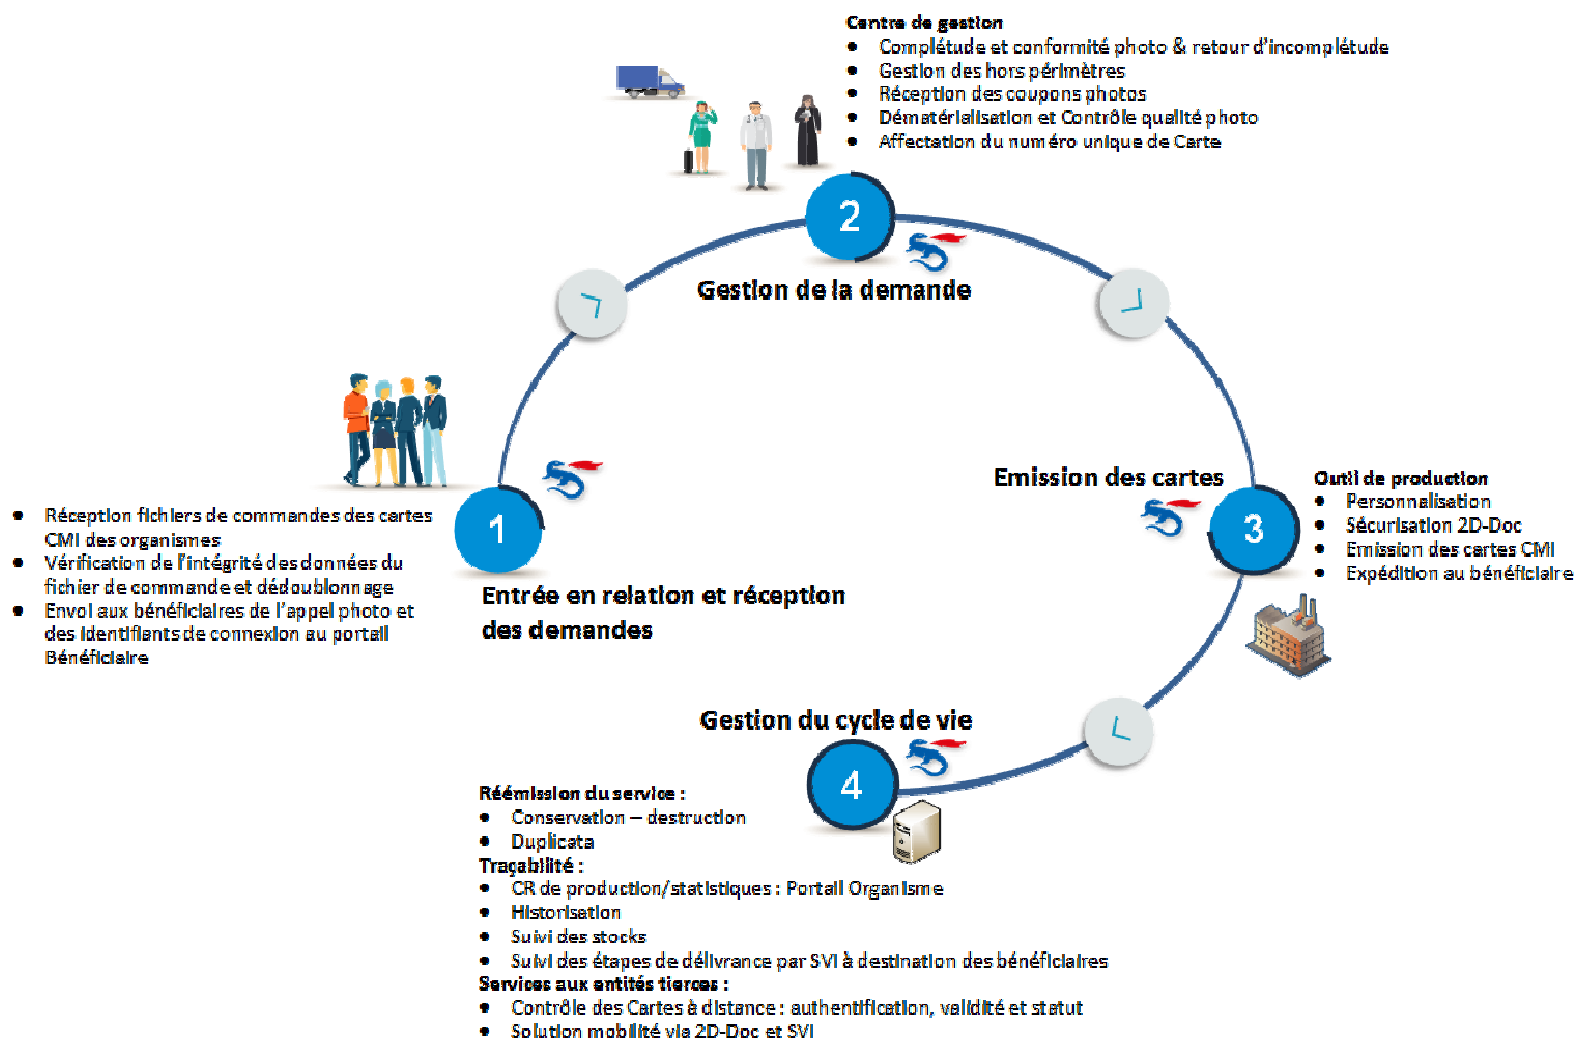 Centre de gestion
● Complétude et conformité photo & retour d'incomplétude
● Gestion des hors périmètres
● Réception des coupons photos
● Dématérialisation et Contrôle qualité photo
● Affectation du numéro unique de Carte
2
Gestion de la demande
1
Entrée en relation et réception
des demandes
● Réception fichiers de commandes des cartes
CMI des organismes
● Vérification de l'intégrité des données du
fichier de commande et dédoublonnage
● Envoi aux bénéficiaires de l'appel photo et
des identifiants de connexion au portail
Bénéficiaire
Emission des cartes
3
Outil de production
● Personnalisation
● Sécurisation 2D-Doc
● Emission des cartes CMI
● Expédition au bénéficiaire
Gestion du cycle de vie
4
Réémission du service :
● Conservation – destruction
● Duplicata
Traçabilité :
● CR de production/statistiques : Portail Organisme
● Historisation
● Suivi des stocks
● Suivi des étapes de délivrance par SVI à destination des bénéficiaires
Services aux entités tierces :
● Contrôle des Cartes à distance : authentification, validité et statut
● Solution mobilité via 2D-Doc et SVI